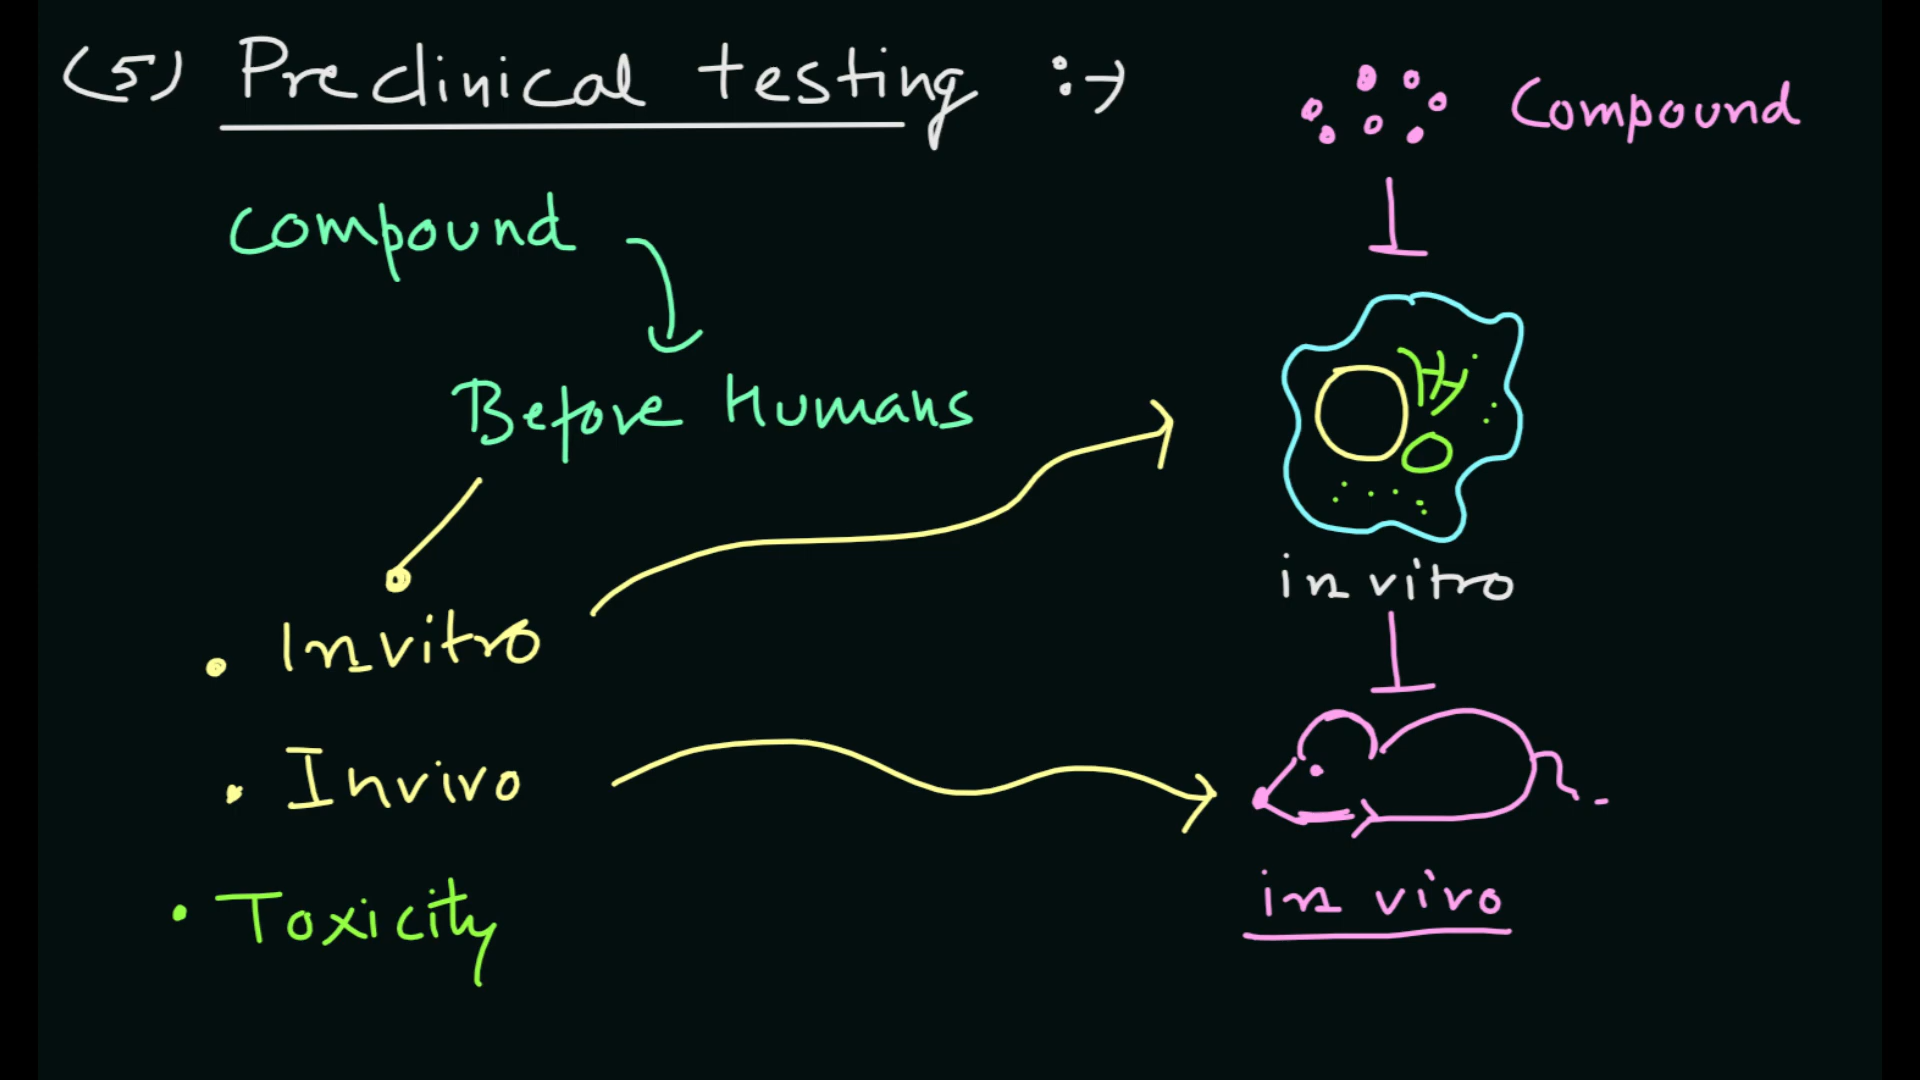 (5) Preclinical testing :→
Compound
Compound
Before Humans
in vitro
• Invitro
• Invivo
in vivo
• Toxicity